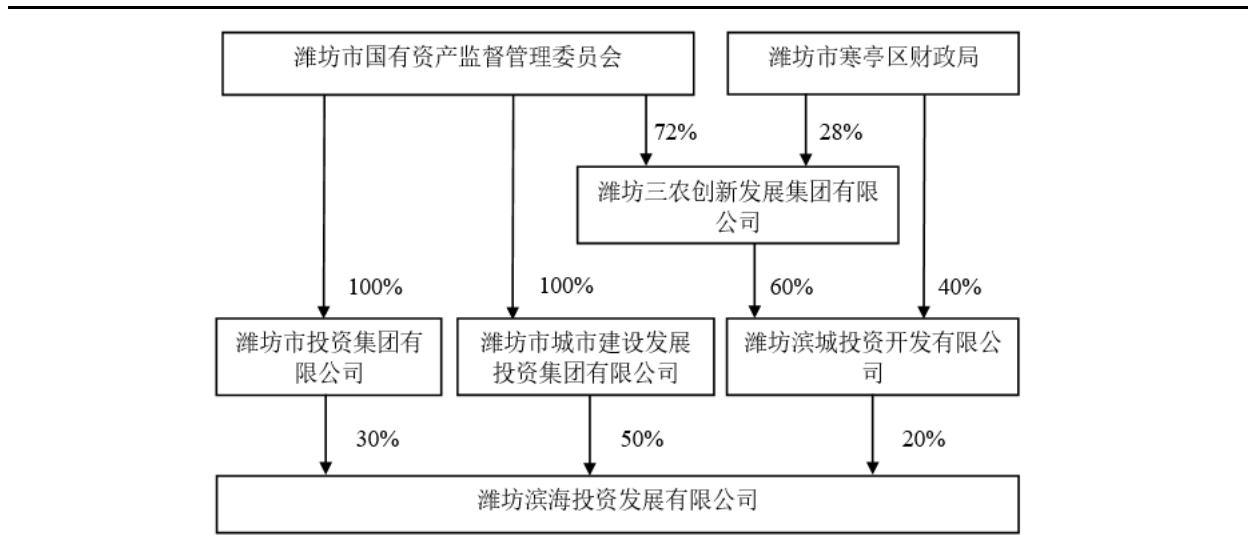 潍坊市国有资产监督管理委员会
潍坊市寒亭区财政局
72%
28%
潍坊三农创新发展集团有限
公司
100%
100%
60%
40%
潍坊市投资集团有
限公司
潍坊市城市建设发展
投资集团有限公司
潍坊滨城投资开发有限公
司
30%
50%
20%
潍坊滨海投资发展有限公司